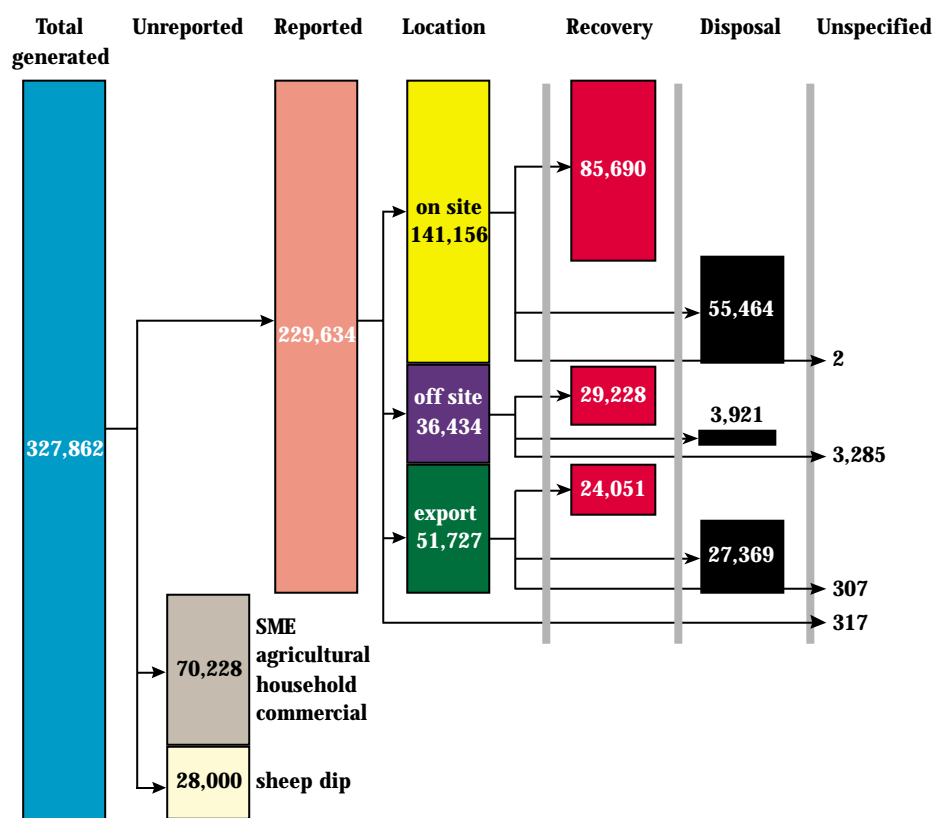 Total generated
Unreported
Reported
Location
Recovery
Disposal
Unspecified
327,862
229,634
on site
141,156
85,690
55,464
2
off site
36,434
29,228
3,921
3,285
export
51,727
24,051
27,369
307
317
70,228
SME
agricultural
household
commercial
28,000
sheep dip